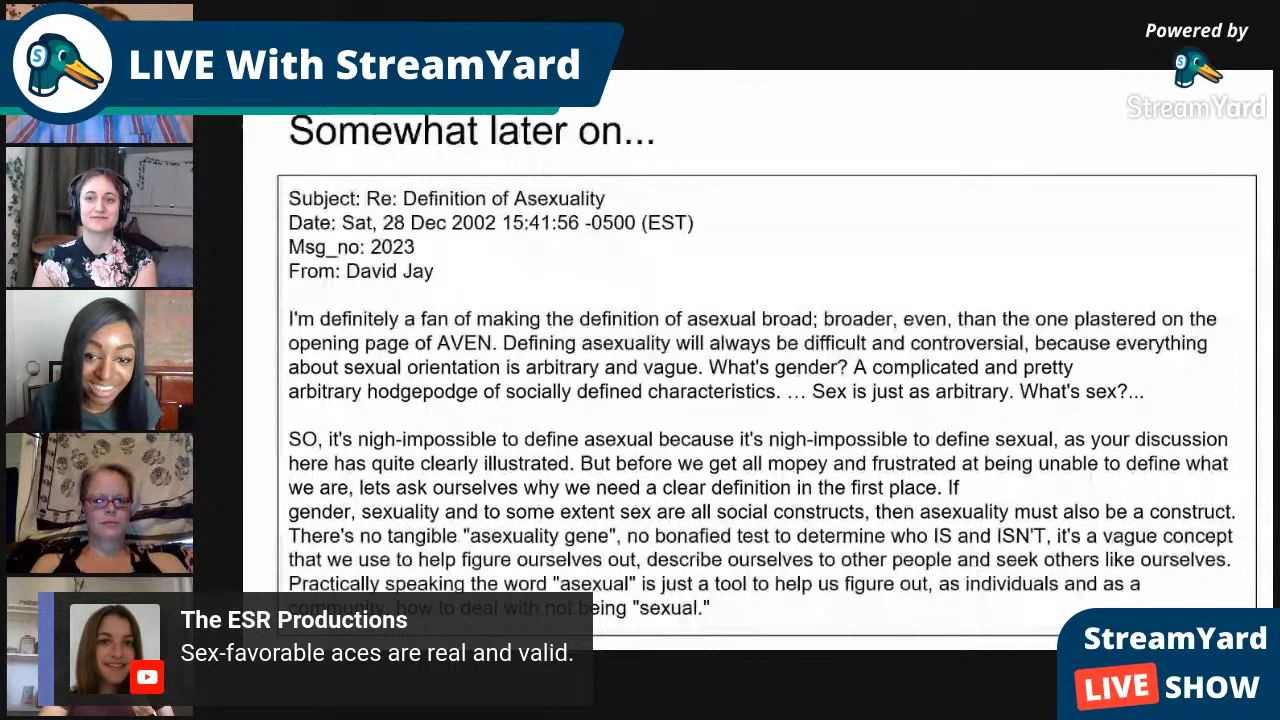 LIVE With StreamYard
Powered by
StreamYard
Somewhat later on...
Subject: Re: Definition of Asexuality
Date: Sat, 28 Dec 2002 15:41:56 -0500 (EST)
Msg_no: 2023
From: David Jay
I'm definitely a fan of making the definition of asexual broad; broader, even, than the one plastered on the
opening page of AVEN. Defining asexuality will always be difficult and controversial, because everything
about sexual orientation is arbitrary and vague. What's gender? A complicated and pretty
arbitrary hodgepodge of socially defined characteristics. … Sex is just as arbitrary. What's sex?...
SO, it's nigh-impossible to define asexual because it's nigh-impossible to define sexual, as your discussion
here has quite clearly illustrated. But before we get all mopey and frustrated at being unable to define what
we are, lets ask ourselves why we need a clear definition in the first place. If
gender, sexuality and to some extent sex are all social constructs, then asexuality must also be a construct.
There's no tangible "asexuality gene", no bonafied test to determine who IS and ISN'T, it's a vague concept
that we use to help figure ourselves out, describe ourselves to other people and seek others like ourselves.
Practically speaking the word "asexual" is just a tool to help us figure out, as individuals and as a
community, how to deal with not being "sexual."
The ESR Productions
Sex-favorable aces are real and valid.
StreamYard
LIVE SHOW